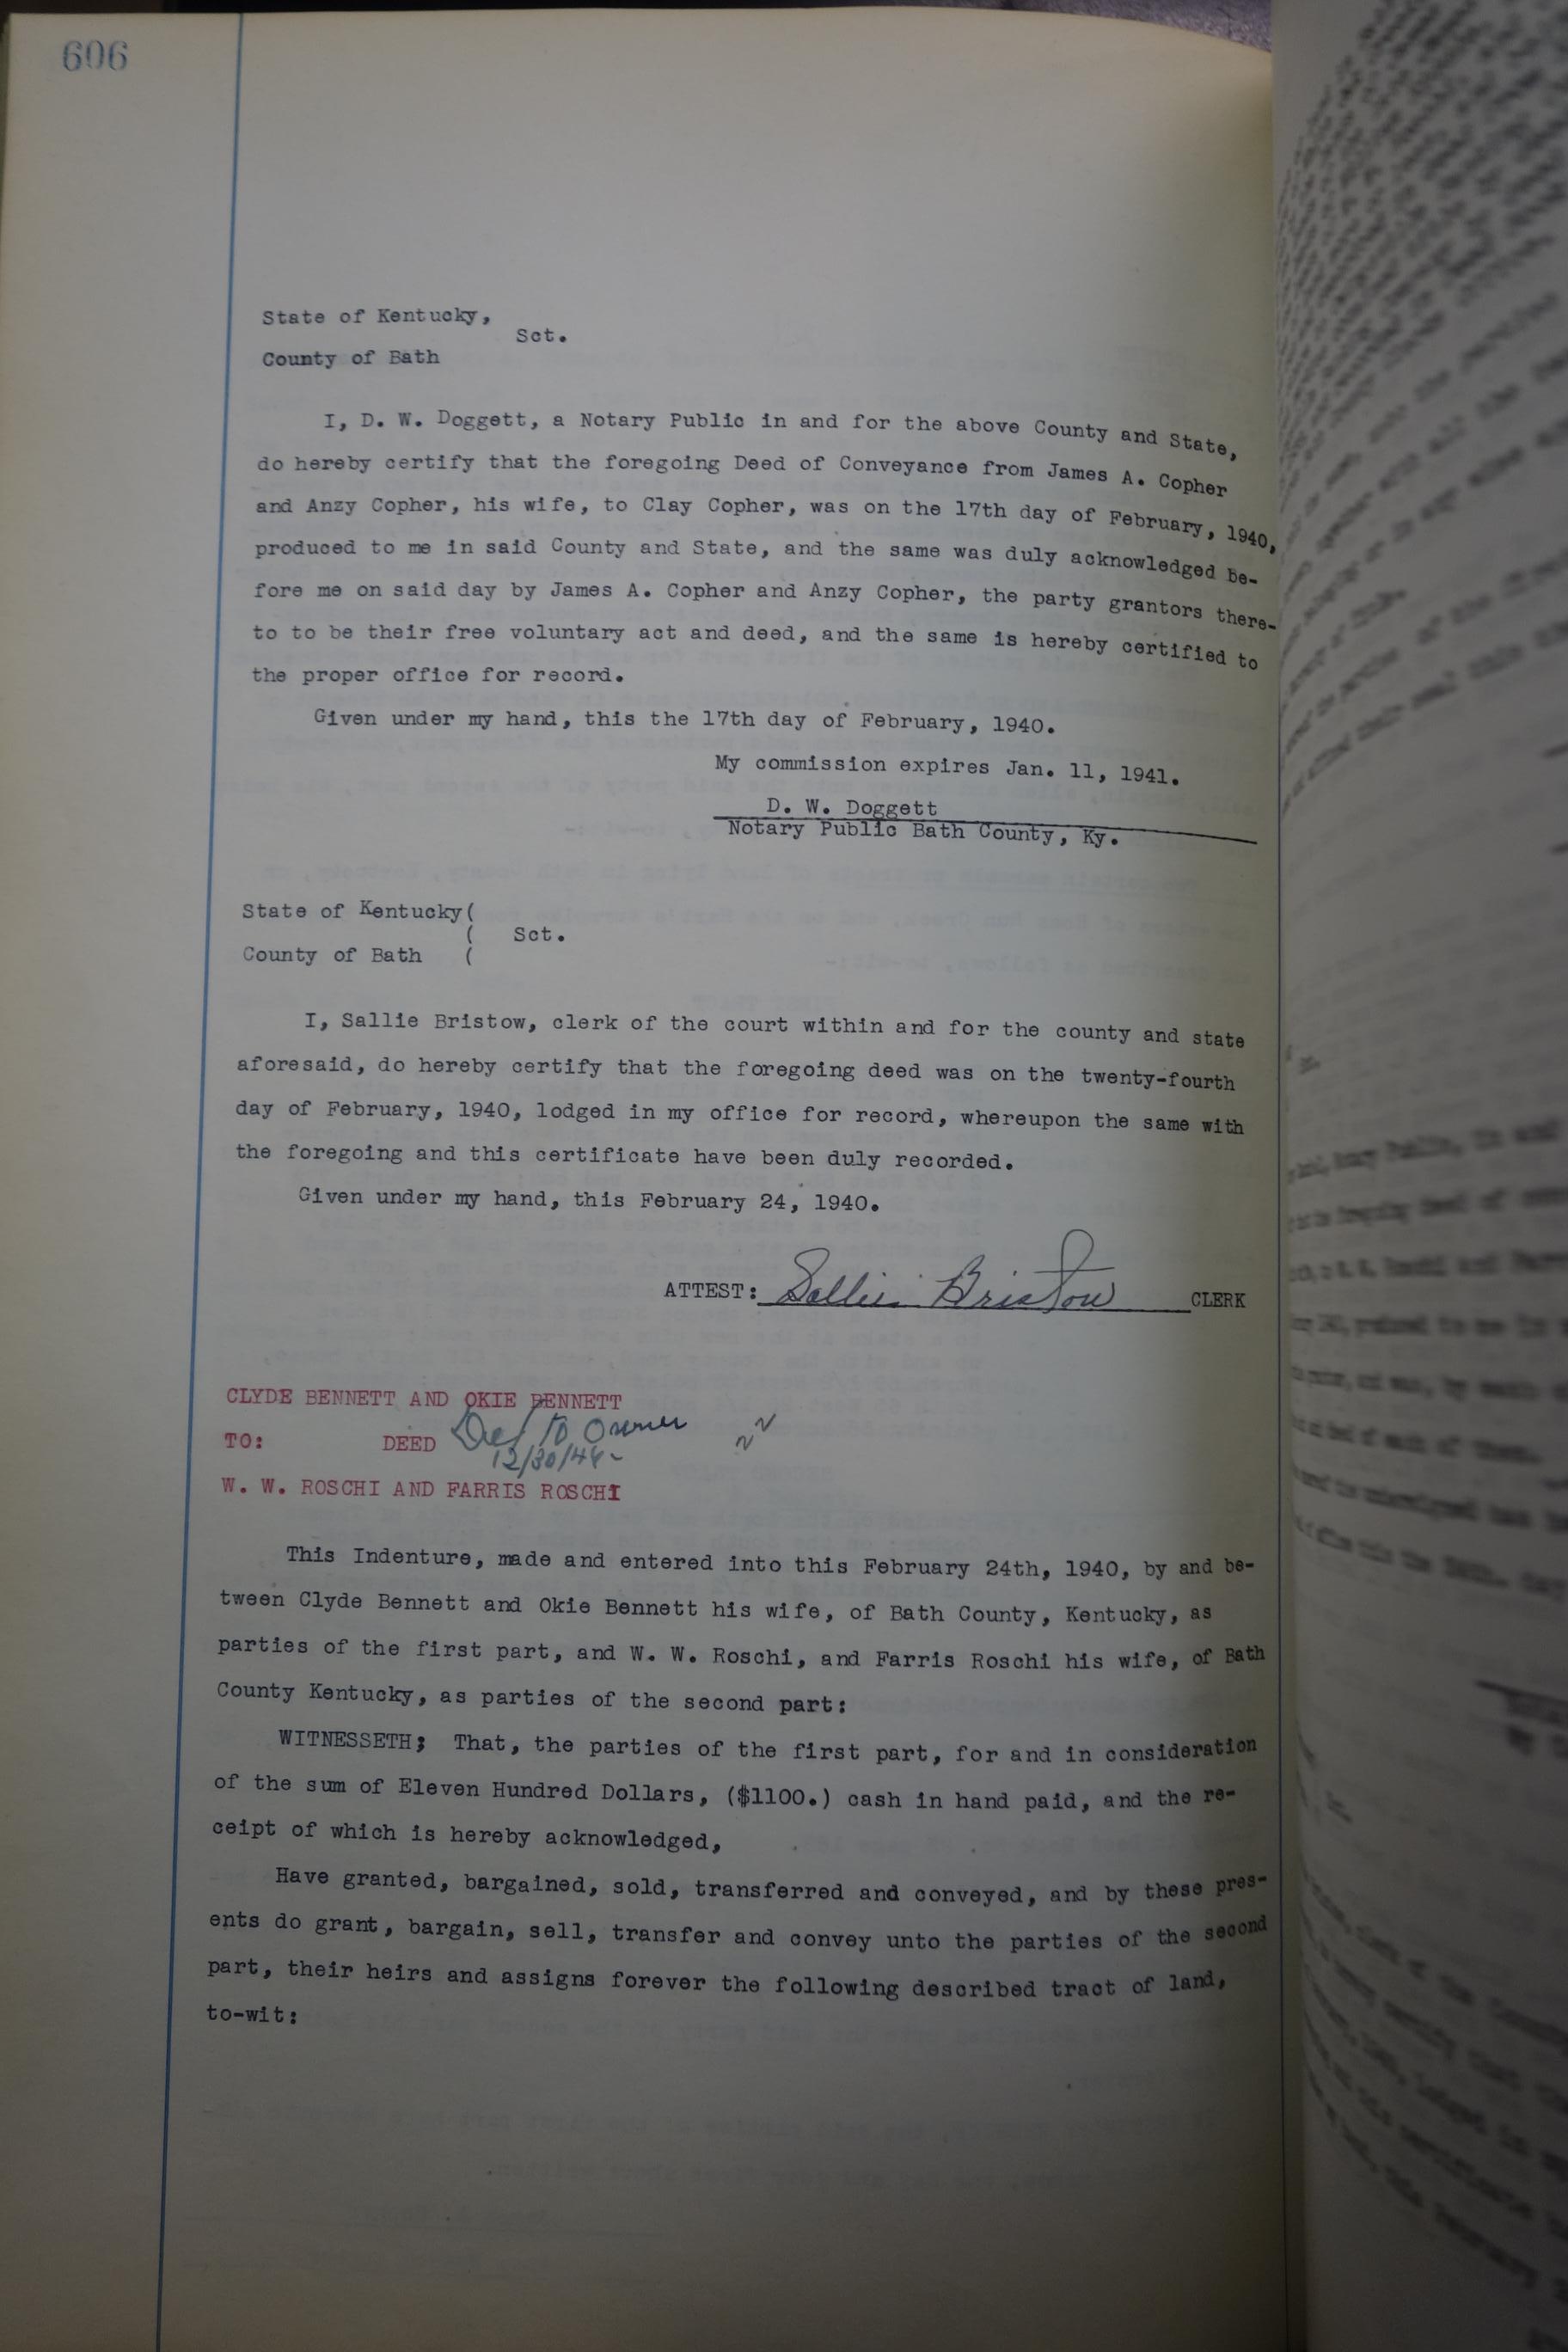 606
State of Kentucky,
Sct.
County of Bath
I, D. W. Doggett, a Notary Public in and for the above County and State,
do hereby certify that the foregoing Deed of Conveyance from James A. Copher
and Anzy Copher, his wife, to Clay Copher, was on the 17th day of February, 1940,
produced to me in said County and State, and the same was duly acknowledged be-
fore me on said day by James A. Copher and Anzy Copher, the party grantors there-
to to be their free voluntary act and deed, and the same is hereby certified to
the proper office for record.
Given under my hand, this the 17th day of February, 1940.
My commission expires Jan. 11, 1941.
D. W. Doggett
Notary Public Bath County, Ky.
State of Kentucky(
( Sct.
County of Bath (
I, Sallie Bristow, clerk of the court within and for the county and state
aforesaid, do hereby certify that the foregoing deed was on the twenty-fourth
day of February, 1940, lodged in my office for record, whereupon the same with
the foregoing and this certificate have been duly recorded.
Given under my hand, this February 24, 1940.
ATTEST: Sallie Bristow CLERK
CLYDE BENNETT AND OKIE BENNETT
TO: DEED Del to Owner
12/30/44-
W. W. ROSCHI AND FARRIS ROSCHI
This Indenture, made and entered into this February 24th, 1940, by and be-
tween Clyde Bennett and Okie Bennett his wife, of Bath County, Kentucky, as
parties of the first part, and W. W. Roschi, and Farris Roschi his wife, of Bath
County Kentucky, as parties of the second part:
WITNESSETH; That, the parties of the first part, for and in consideration
of the sum of Eleven Hundred Dollars, ($1100.) cash in hand paid, and the re-
ceipt of which is hereby acknowledged,
Have granted, bargained, sold, transferred and conveyed, and by these pres-
ents do grant, bargain, sell, transfer and convey unto the parties of the second
part, their heirs and assigns forever the following described tract of land,
to-wit: